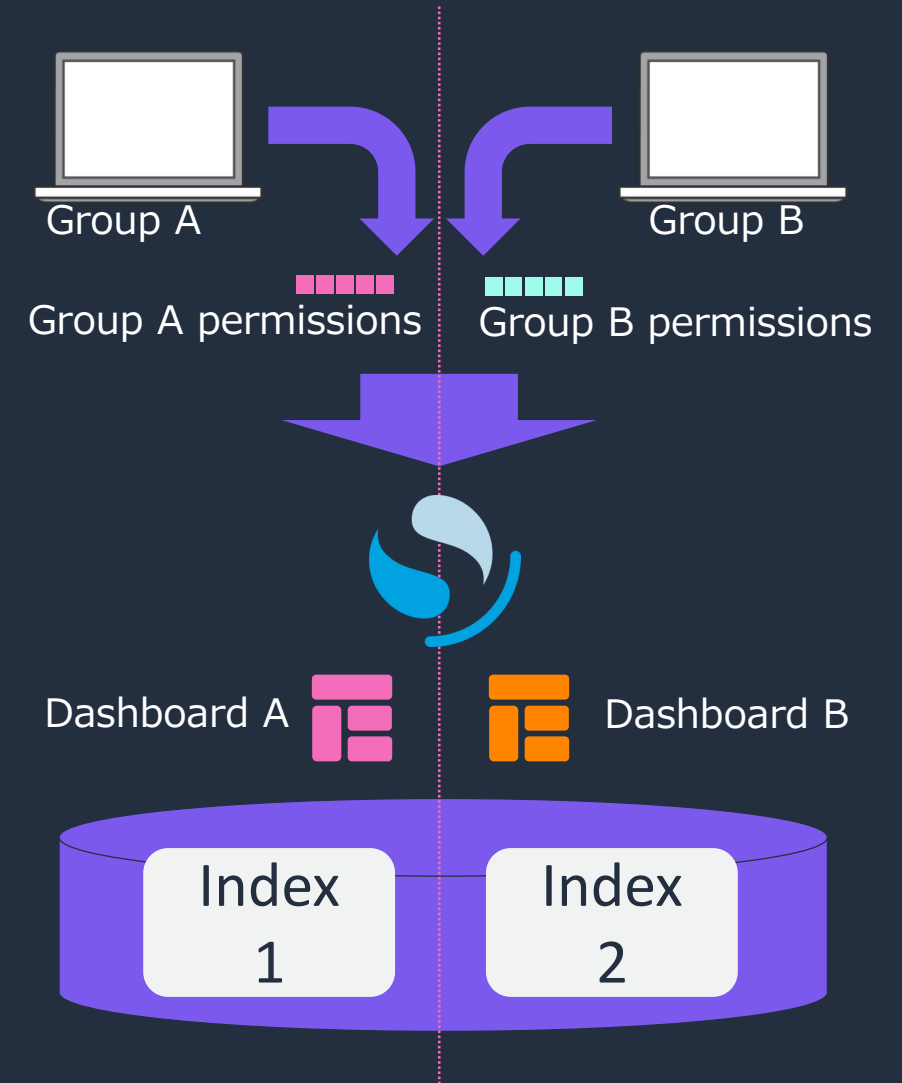 Group A
Group B
Group A permissions
Group B permissions
Dashboard A
Dashboard B
Index
1
Index
2